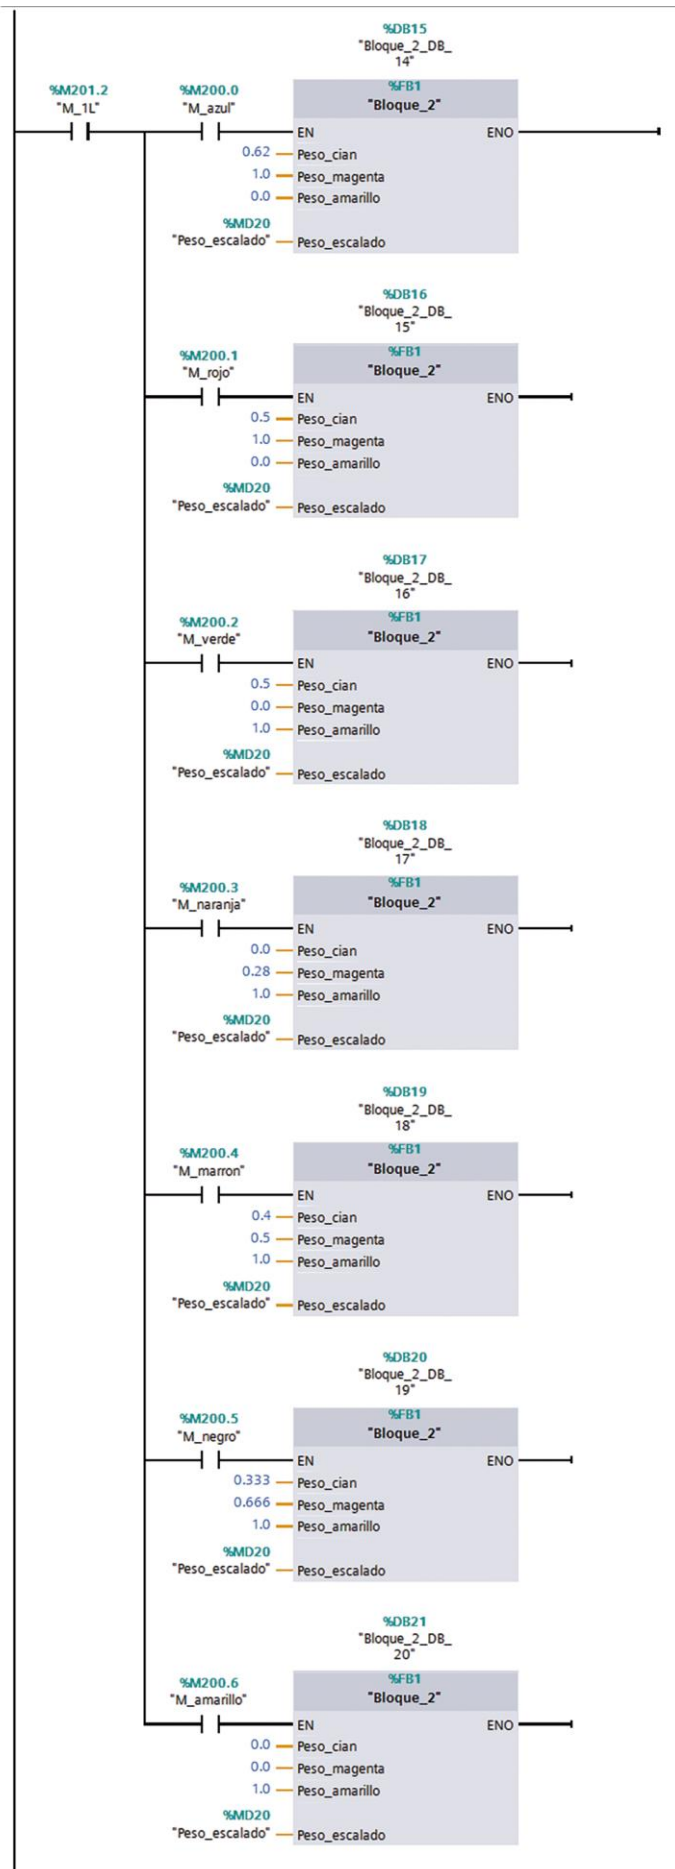 %DB15
"Bloque_2_DB_
14"
%M201.2 %M200.0 %FB1
"M_1L" "M_azul" "Bloque_2"
EN ENO
0.62 Peso_cian
1.0 Peso_magenta
0.0 Peso_amarillo
%MD20
"Peso_escalado" Peso_escalado
%DB16
"Bloque_2_DB_
15"
%M200.1 %FB1
"M_rojo" "Bloque_2"
EN ENO
0.5 Peso_cian
1.0 Peso_magenta
0.0 Peso_amarillo
%MD20
"Peso_escalado" Peso_escalado
%DB17
"Bloque_2_DB_
16"
%M200.2 %FB1
"M_verde" "Bloque_2"
EN ENO
0.5 Peso_cian
0.0 Peso_magenta
1.0 Peso_amarillo
%MD20
"Peso_escalado" Peso_escalado
%DB18
"Bloque_2_DB_
17"
%M200.3 %FB1
"M_naranja" "Bloque_2"
EN ENO
0.0 Peso_cian
0.28 Peso_magenta
1.0 Peso_amarillo
%MD20
"Peso_escalado" Peso_escalado
%DB19
"Bloque_2_DB_
18"
%M200.4 %FB1
"M_marron" "Bloque_2"
EN ENO
0.4 Peso_cian
0.5 Peso_magenta
1.0 Peso_amarillo
%MD20
"Peso_escalado" Peso_escalado
%DB20
"Bloque_2_DB_
19"
%M200.5 %FB1
"M_negro" "Bloque_2"
EN ENO
0.333 Peso_cian
0.666 Peso_magenta
1.0 Peso_amarillo
%MD20
"Peso_escalado" Peso_escalado
%DB21
"Bloque_2_DB_
20"
%M200.6 %FB1
"M_amarillo" "Bloque_2"
EN ENO
0.0 Peso_cian
0.0 Peso_magenta
1.0 Peso_amarillo
%MD20
"Peso_escalado" Peso_escalado